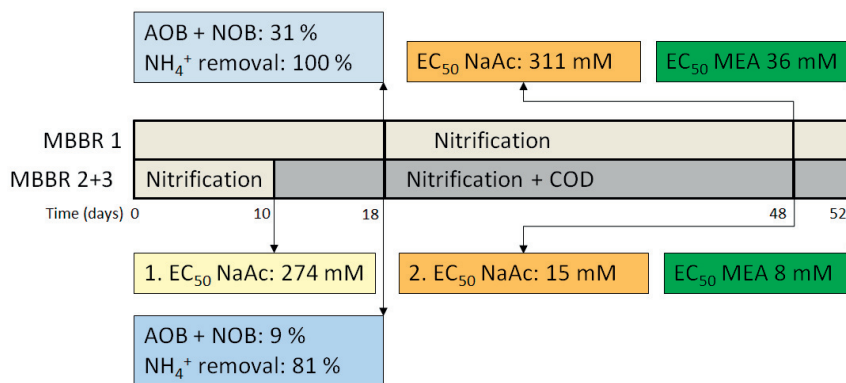 AOB + NOB: 31 %
NH₄⁺ removal: 100 %
EC₅₀ NaAc: 311 mM
EC₅₀ MEA 36 mM
MBBR 1
Nitrification
MBBR 2+3
Nitrification
Nitrification + COD
Time (days)
0
10
18
48
52
1. EC₅₀ NaAc: 274 mM
2. EC₅₀ NaAc: 15 mM
EC₅₀ MEA 8 mM
AOB + NOB: 9 %
NH₄⁺ removal: 81 %